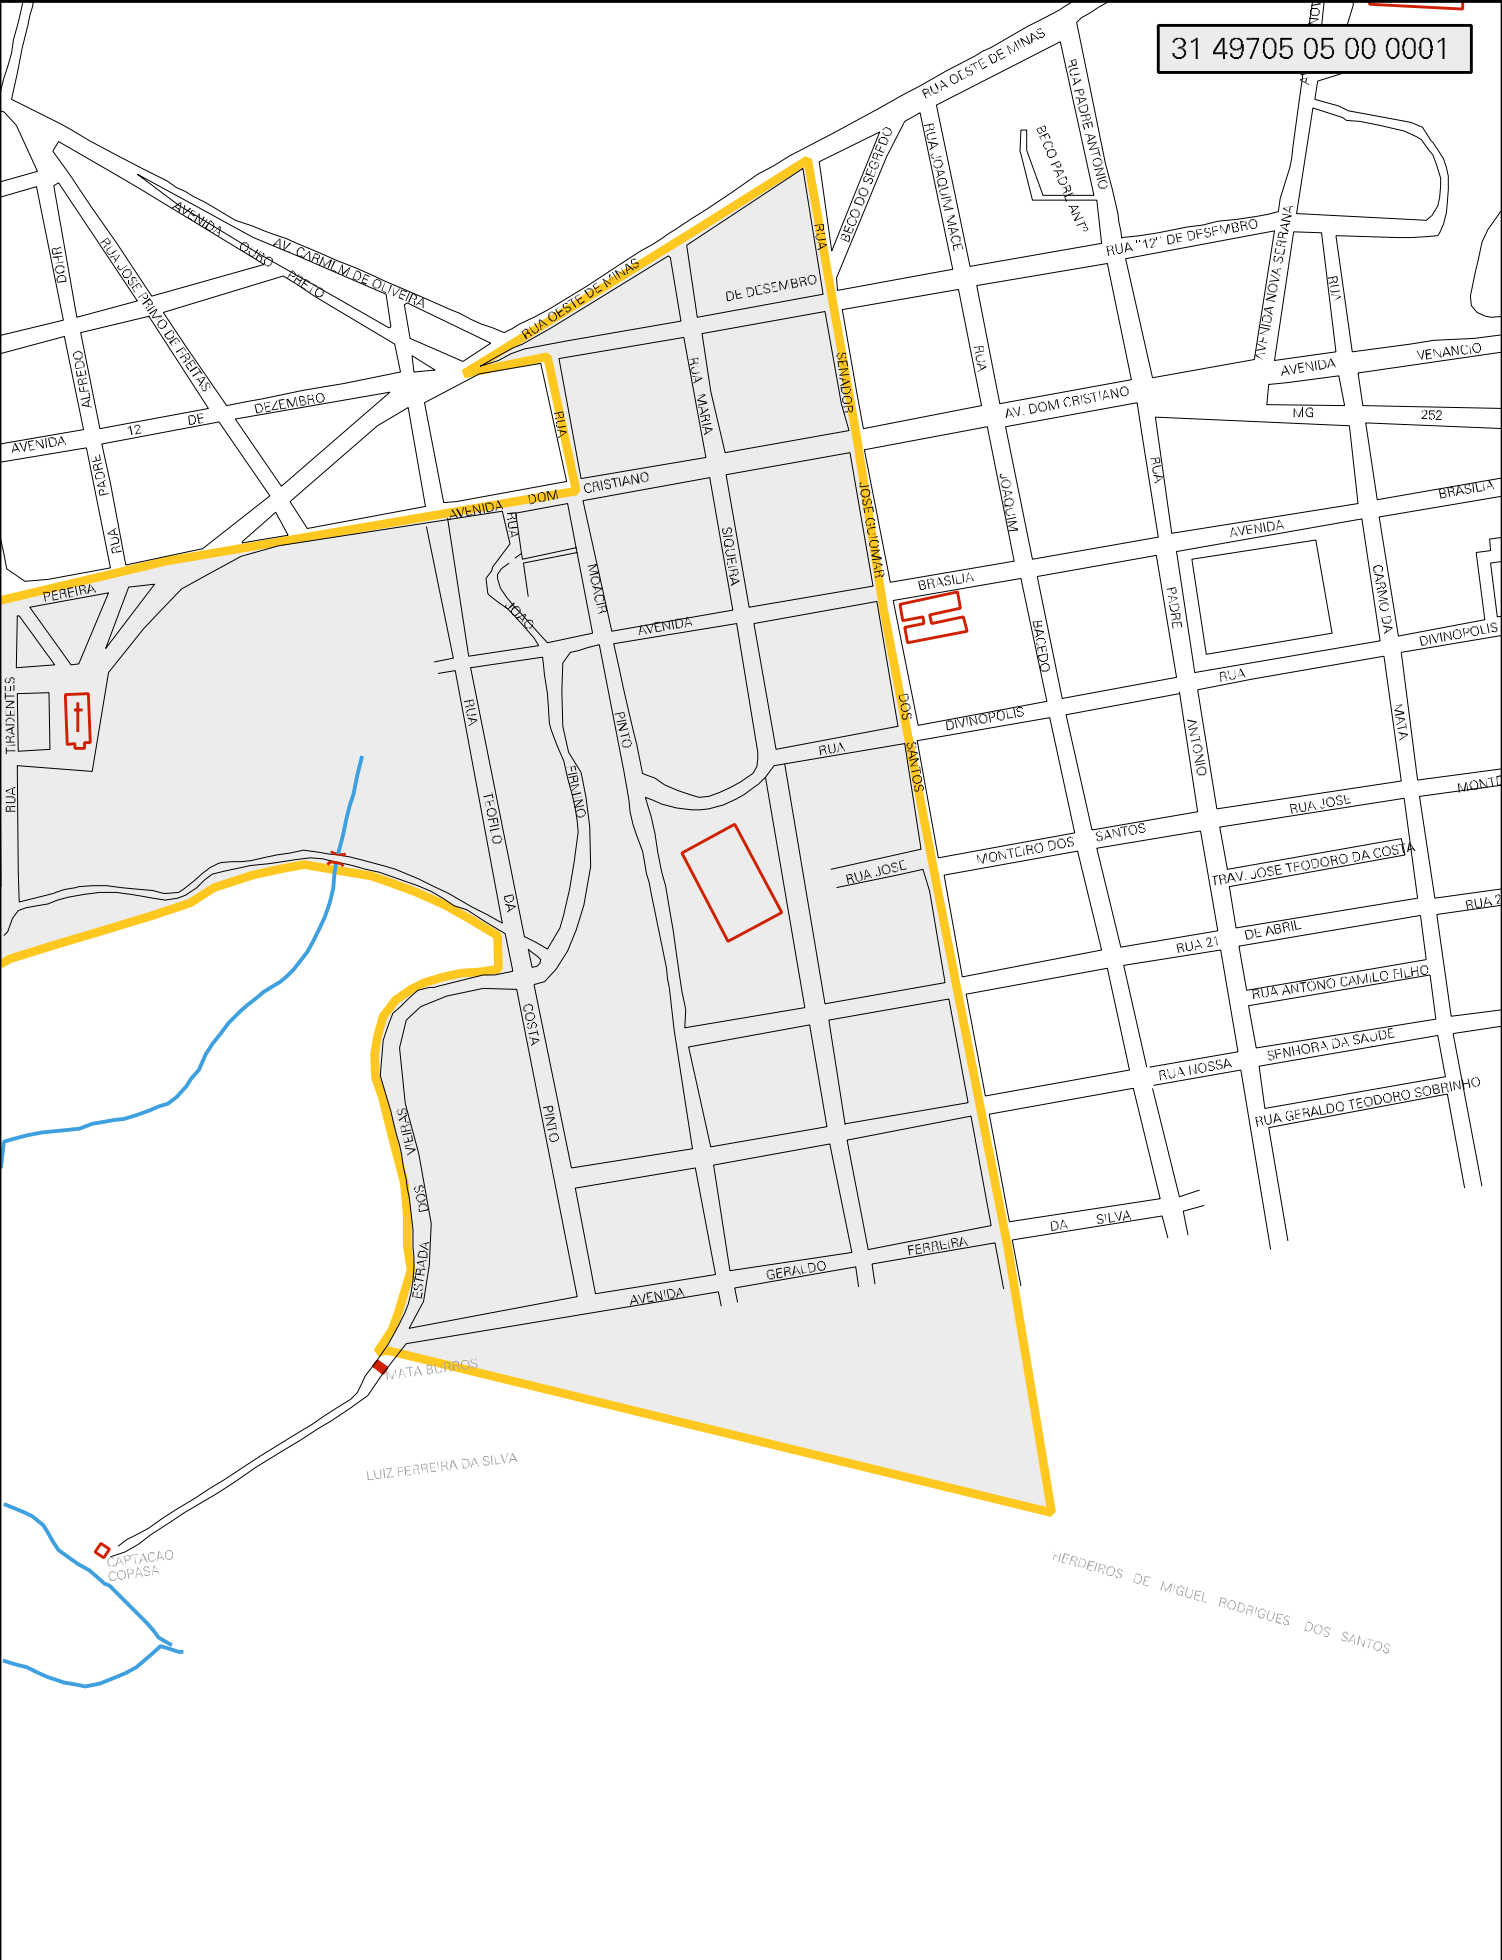 31 49705 05 00 0001
RUA OESTE DE MINAS
RUA PADRE ANTONIO
BECO PADRE ANTº
RUA JOAQUIM MACE
BECO DO SEGREDO
RUA "12" DE DESEMBRO
AVENIDA NOVA SERRANA
RUA
AVENIDA
VENANCIO
MG
252
AV. DOM CRISTIANO
AVENIDA
OURO
PRETO
AV. CARMEM DE OLIVEIRA
RUA JOSE PRIMO DE FREITAS
DOHR
ALFREDO
PADRE
RUA
AVENIDA
12
DE
DEZEMBRO
RUA OESTE DE MINAS
DE DESEMBRO
RUA
SENADOR
JOSE GUIOMAR
DOS
SANTOS
RUA
RUA
MARIA
SIQUEIRA
AVENIDA
DOM
CRISTIANO
RUA
JOAO
FIRMINO
MOACIR
PINTO
AVENIDA
BRASILIA
RUA
JOAQUIM
BACEDO
RUA
PADRE
ANTONIO
AVENIDA
BRASILIA
CARMO DA
MATA
RUA
DIVINOPOLIS
RUA
DIVINOPOLIS
PEREIRA
TIRADENTES
RUA
RUA
TEOFILO
DA
COSTA
PINTO
RUA JOSE
MONTEIRO DOS
SANTOS
RUA JOSE
TRAV. JOSE TEODORO DA COSTA
RUA 21
DE ABRIL
RUA ANTONO CAMILO FILHO
RUA NOSSA
SENHORA DA SAUDE
RUA GERALDO TEODORO SOBRINHO
VIEIRAS
DOS
ESTRADA
AVENIDA
GERALDO
FERREIRA
DA
SILVA
MATA BURROS
LUIZ FERREIRA DA SILVA
CAPTACAO
COPASA
HERDEIROS DE MIGUEL RODRIGUES DOS SANTOS